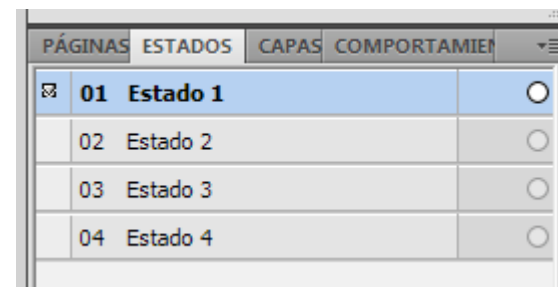 PÁGINAS ESTADOS CAPAS COMPORTAMIEN
01 Estado 1
02 Estado 2
03 Estado 3
04 Estado 4